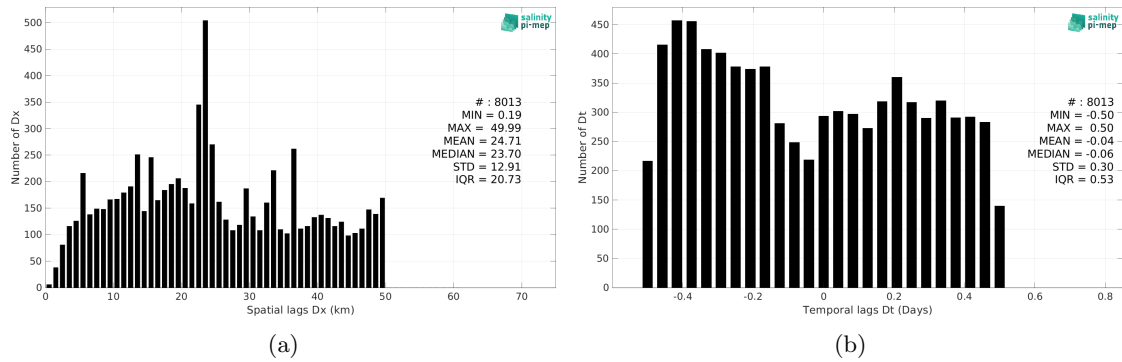 500
450
400
350
300
250
200
150
100
50
0
Number of Dx
0 10 20 30 40 50 60 70
Spatial lags Dx (km)
salinity
pi-mep
# : 8013
MIN = 0.19
MAX = 49.99
MEAN = 24.71
MEDIAN = 23.70
STD = 12.91
IQR = 20.73
(a)
450
400
350
300
250
200
150
100
50
0
Number of Dt
-0.4 -0.2 0 0.2 0.4 0.6 0.8
Temporal lags Dt (Days)
salinity
pi-mep
# : 8013
MIN = -0.50
MAX = 0.50
MEAN = -0.04
MEDIAN = -0.06
STD = 0.30
IQR = 0.53
(b)